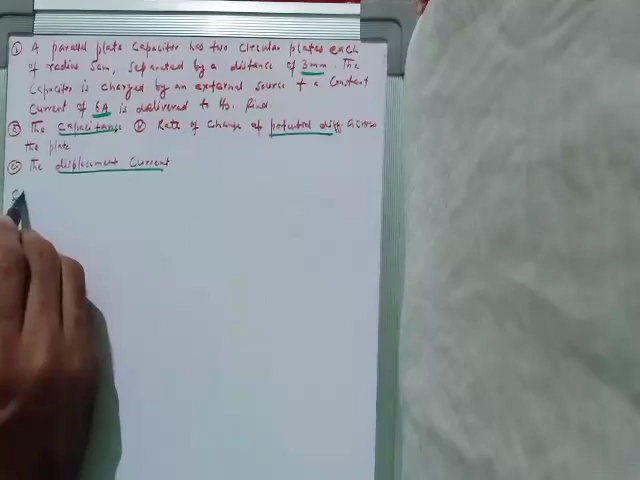 ① A parallel plate Capacitor has two Circular plates each
of radius 5cm, Separated by a distance of 3mm. The
Capacitor is charged by an external source & a Constant
Current of 6A is delivered to it. find
The Capacitance Rate of Change of potential diff. across
the plate
The displacement Current